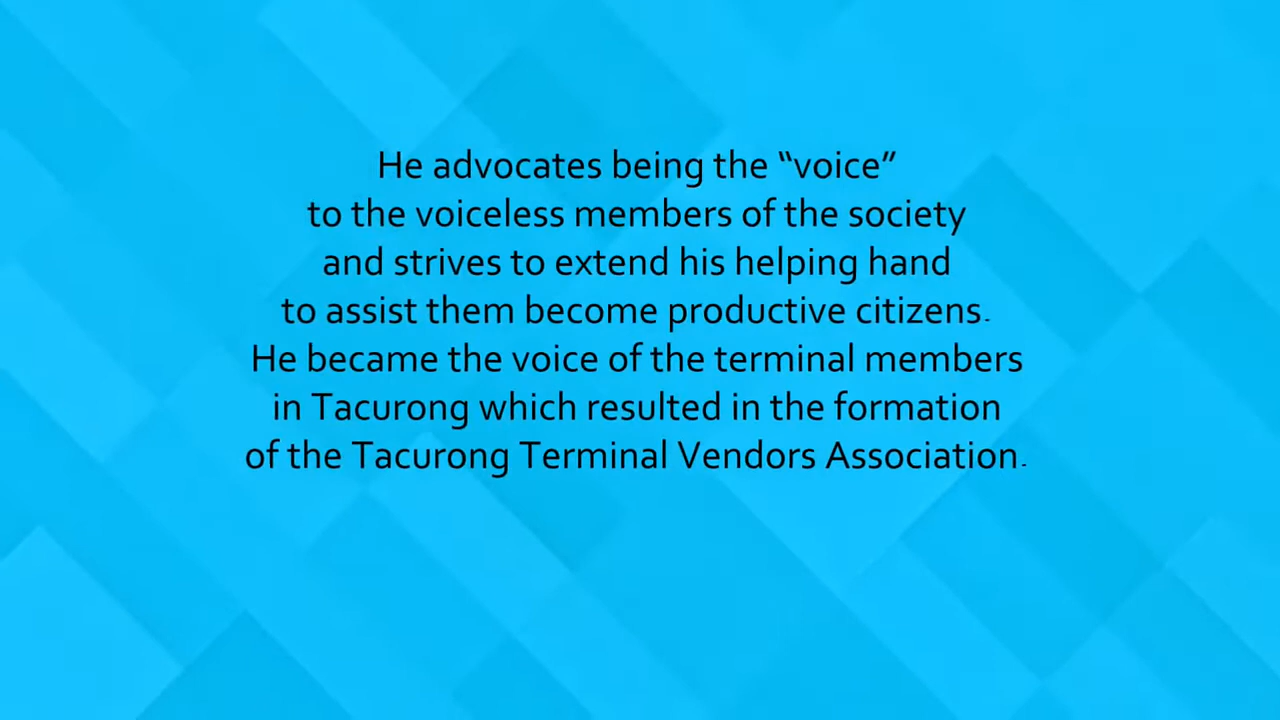 He advocates being the “voice”
to the voiceless members of the society
and strives to extend his helping hand
to assist them become productive citizens.
He became the voice of the terminal members
in Tacurong which resulted in the formation
of the Tacurong Terminal Vendors Association.